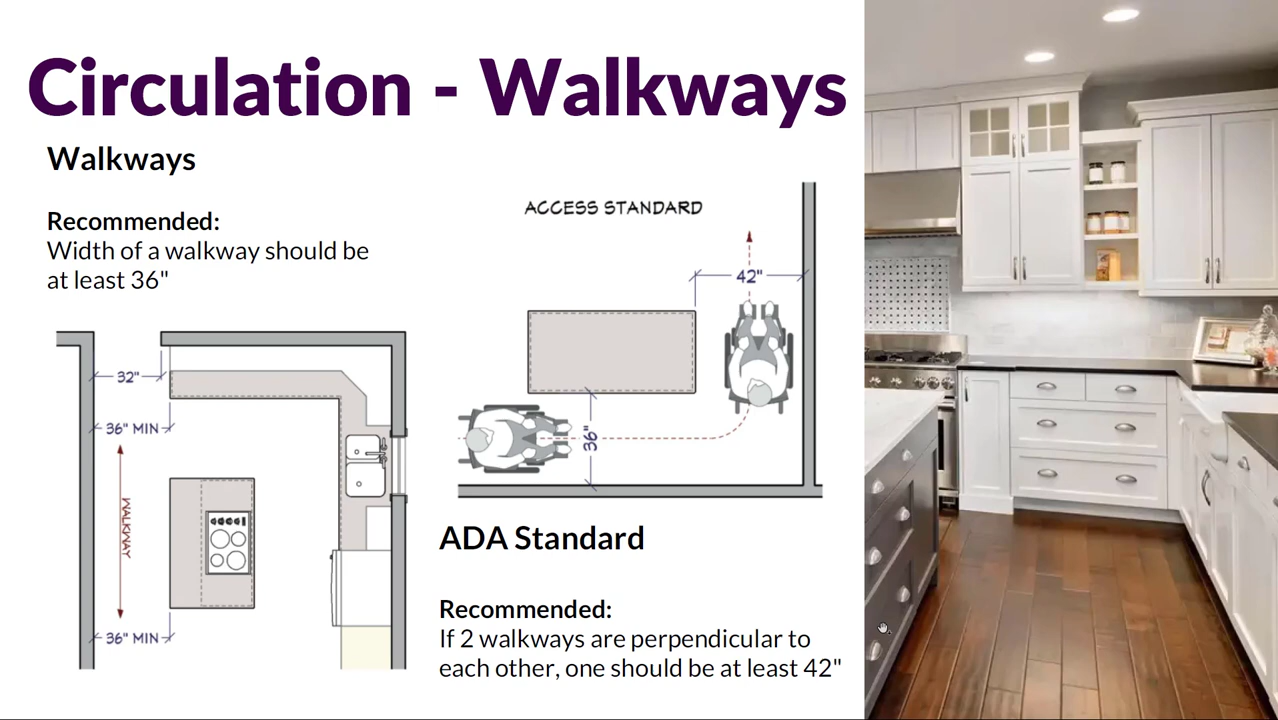 Circulation - Walkways
Walkways
Recommended:
Width of a walkway should be
at least 36"
32"
36" MIN
WALKWAY
36" MIN
ACCESS STANDARD
42"
36"
ADA Standard
Recommended:
If 2 walkways are perpendicular to
each other, one should be at least 42"